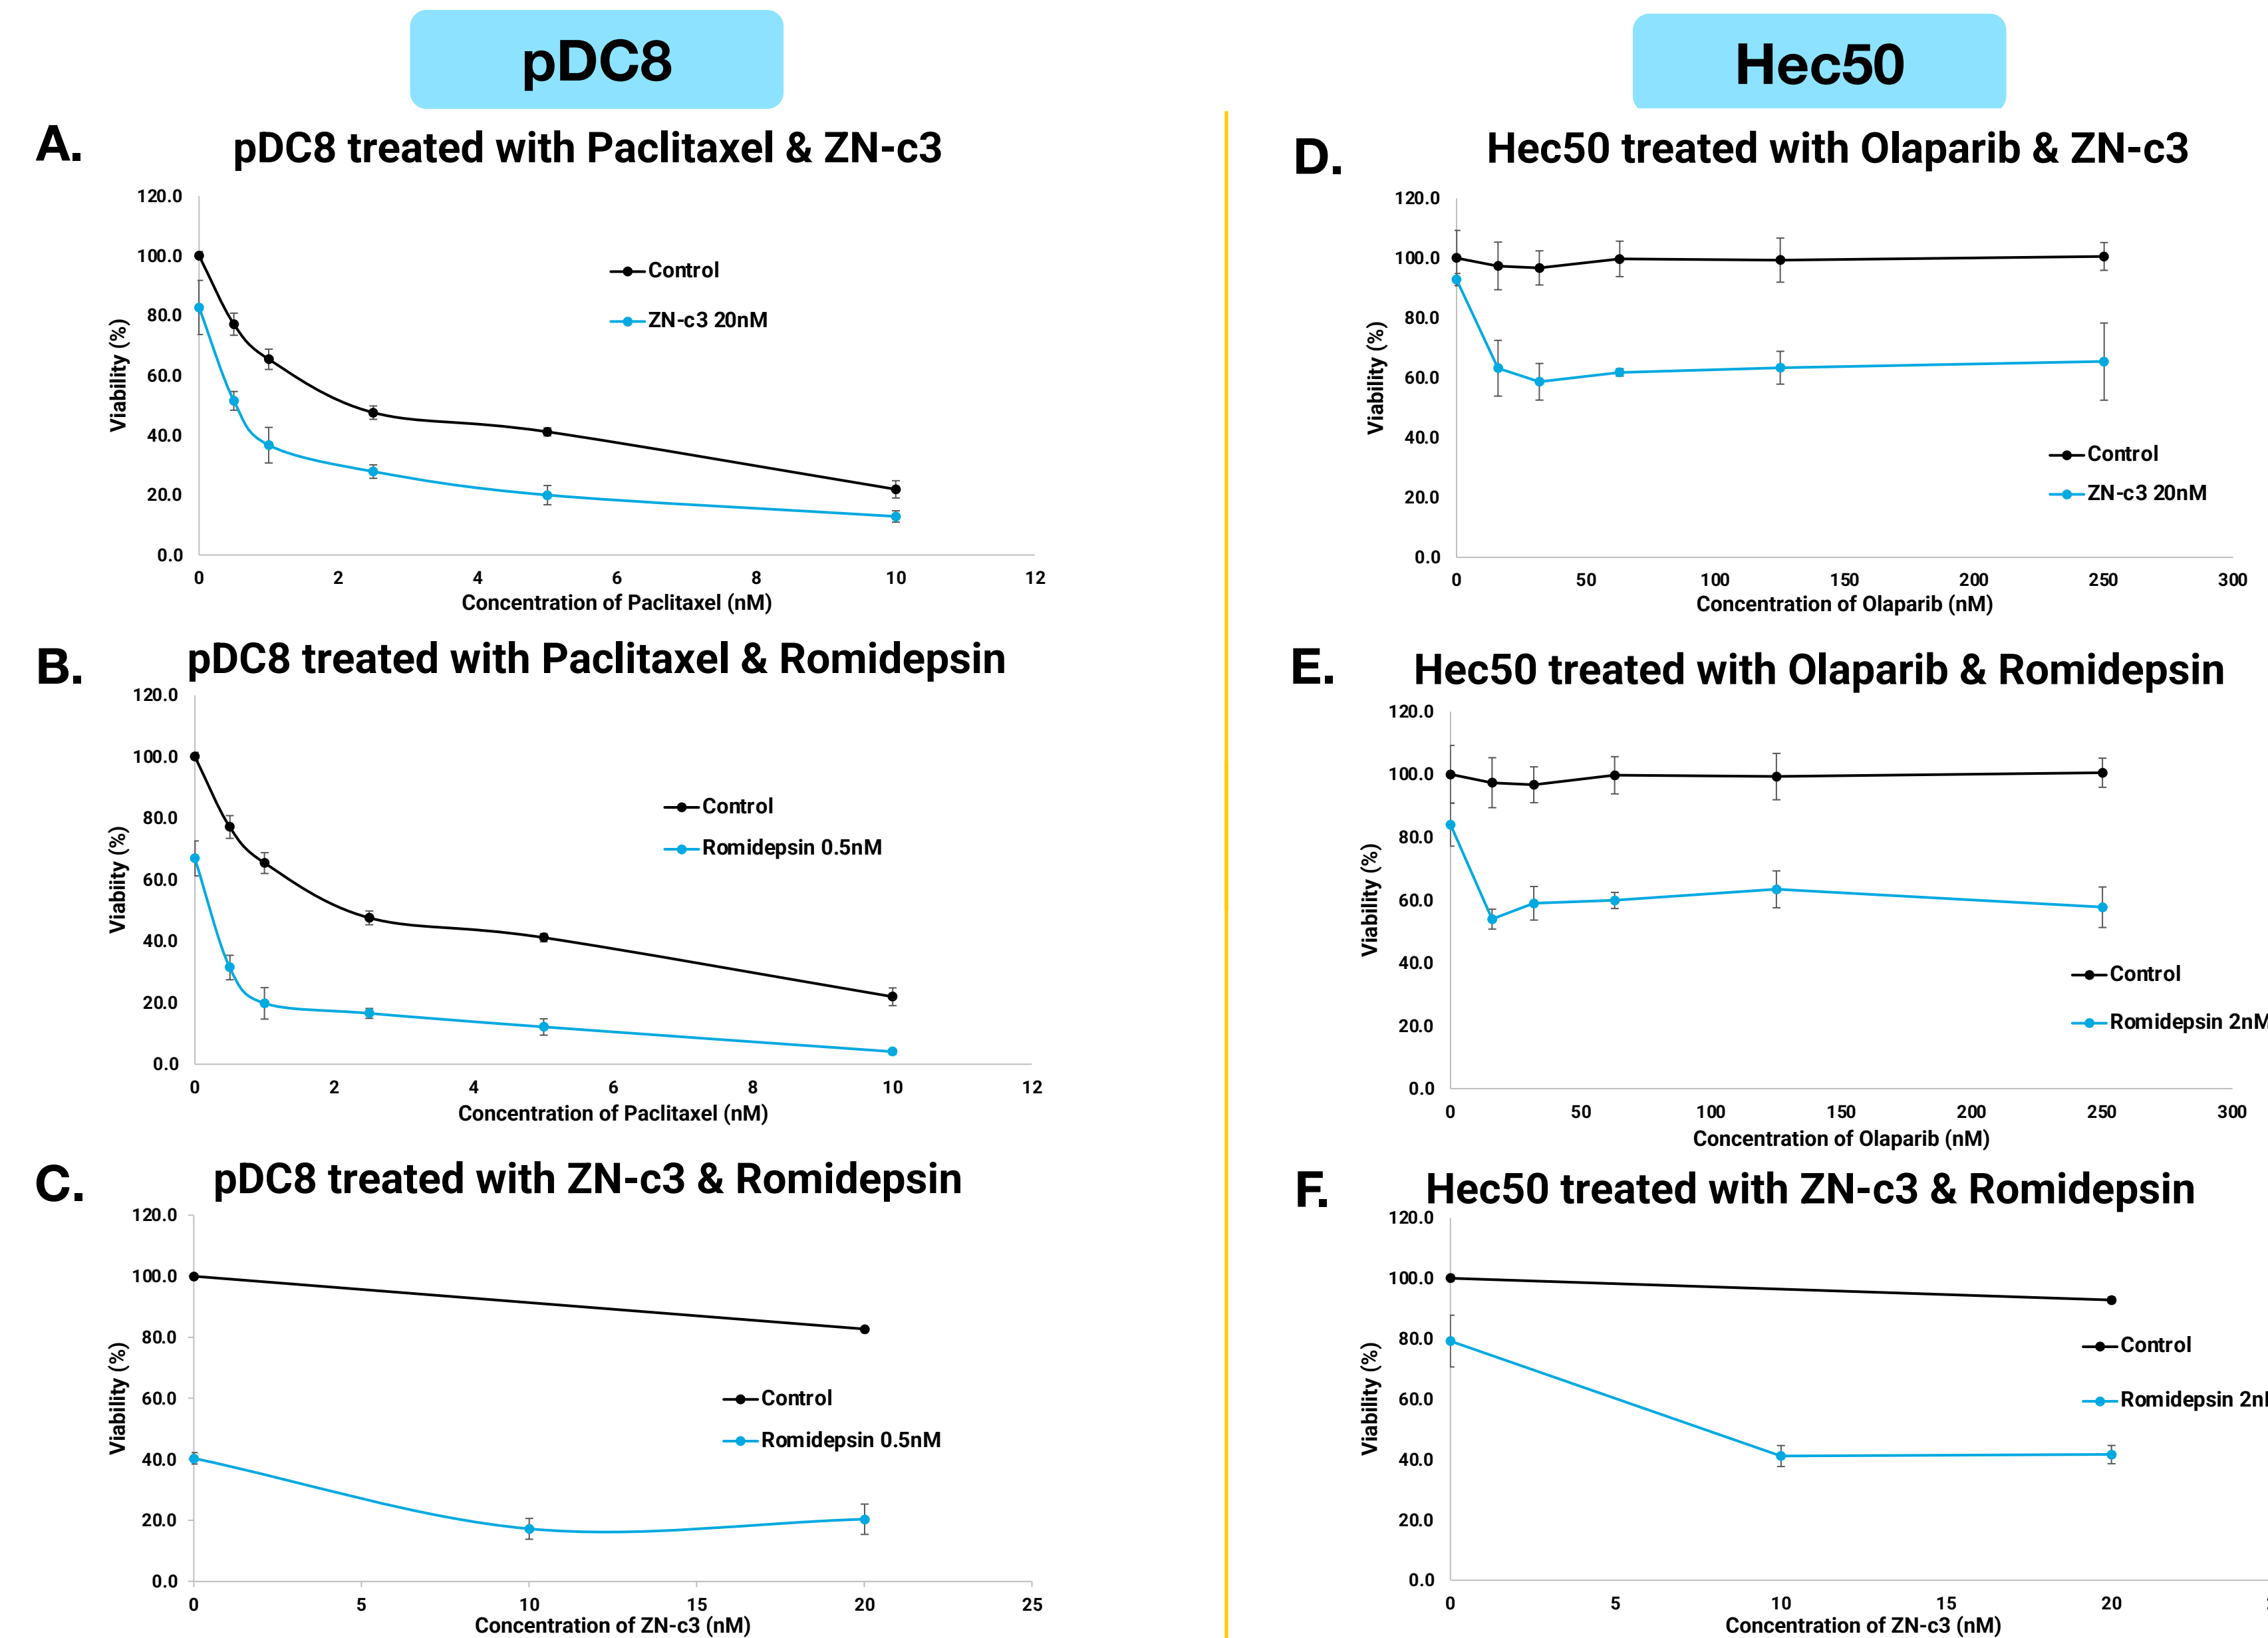 pDC8
A.
pDC8 treated with Paclitaxel & ZN-c3
120.0
100.0
80.0
60.0
40.0
20.0
0.0
Viability (%)
Control
ZN-c3 20nM
0 2 4 6 8 10 12
Concentration of Paclitaxel (nM)
B.
pDC8 treated with Paclitaxel & Romidepsin
120.0
100.0
80.0
60.0
40.0
20.0
0.0
Viabiity (%)
Control
Romidepsin 0.5nM
0 2 4 6 8 10 12
Concentration of Paclitaxel (nM)
C.
pDC8 treated with ZN-c3 & Romidepsin
120.0
100.0
80.0
60.0
40.0
20.0
0.0
Viability (%)
Control
Romidepsin 0.5nM
0 5 10 15 20 25
Concentration of ZN-c3 (nM)
Hec50
D.
Hec50 treated with Olaparib & ZN-c3
120.0
100.0
80.0
60.0
40.0
20.0
0.0
Viability (%)
Control
ZN-c3 20nM
0 50 100 150 200 250 300
Concentration of Olaparib (nM)
E.
Hec50 treated with Olaparib & Romidepsin
120.0
100.0
80.0
60.0
40.0
20.0
0.0
Viability (%)
Control
Romidepsin 2nM
0 50 100 150 200 250 300
Concentration of Olaparib (nM)
F.
Hec50 treated with ZN-c3 & Romidepsin
120.0
100.0
80.0
60.0
40.0
20.0
0.0
Viability (%)
Control
Romidepsin
0 5 10 15 20
Concentration of ZN-c3 (nM)